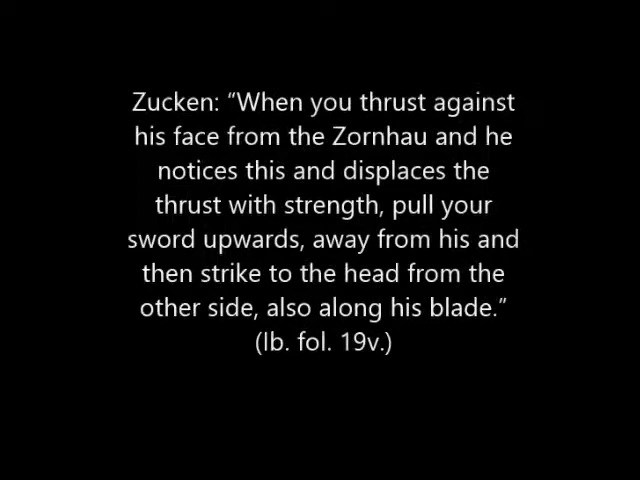 Zucken: “When you thrust against
his face from the Zornhau and he
notices this and displaces the
thrust with strength, pull your
sword upwards, away from his and
then strike to the head from the
other side, also along his blade.”
(Ib. fol. 19v.)